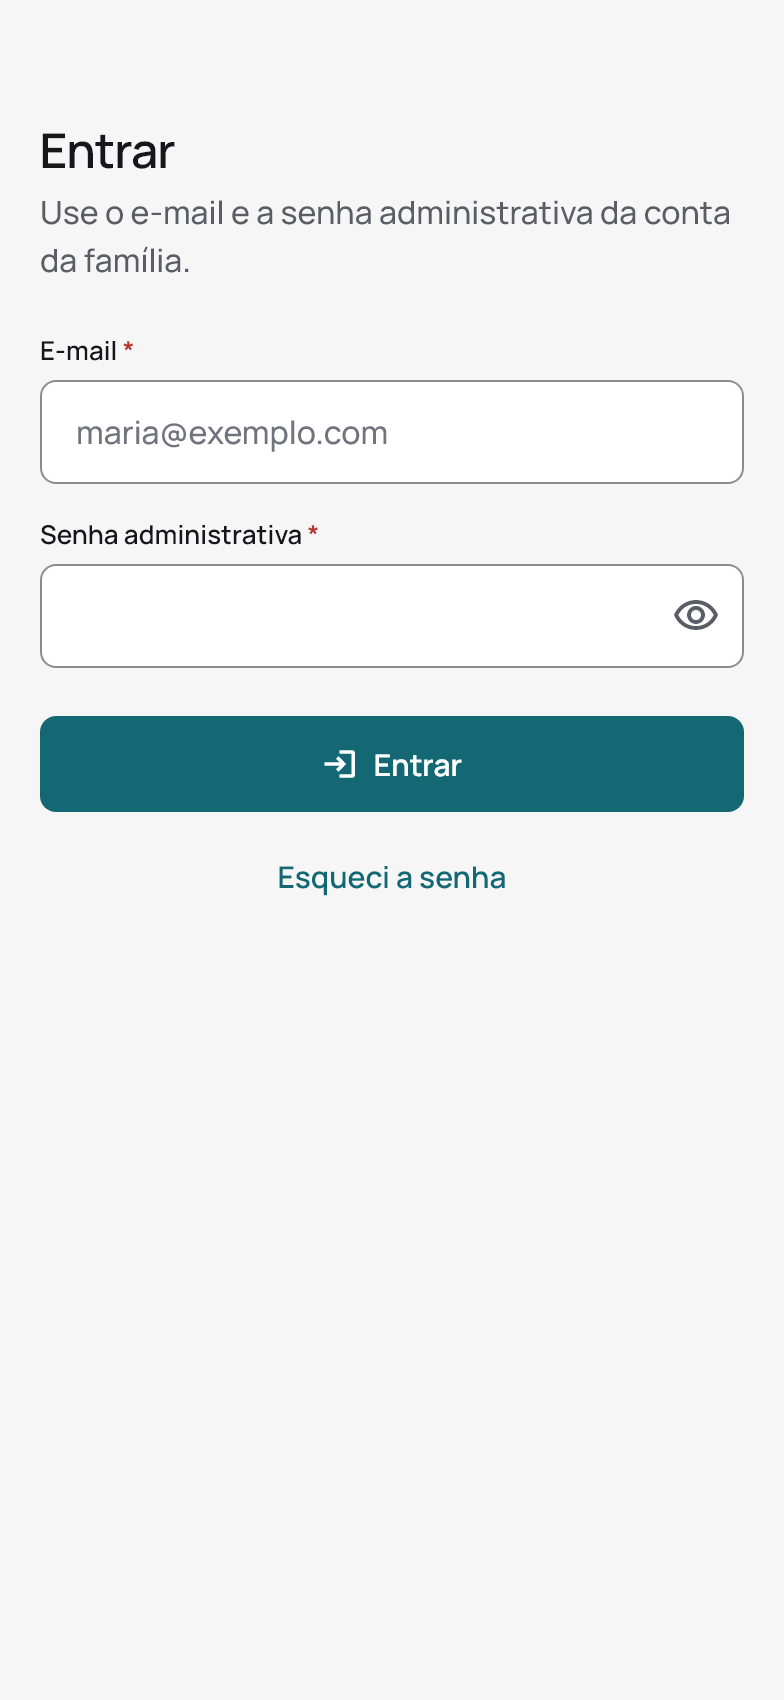 Entrar
Use o e-mail e a senha administrativa da conta
da família.
E-mail *
maria@exemplo.com
Senha administrativa *
Entrar
Esqueci a senha